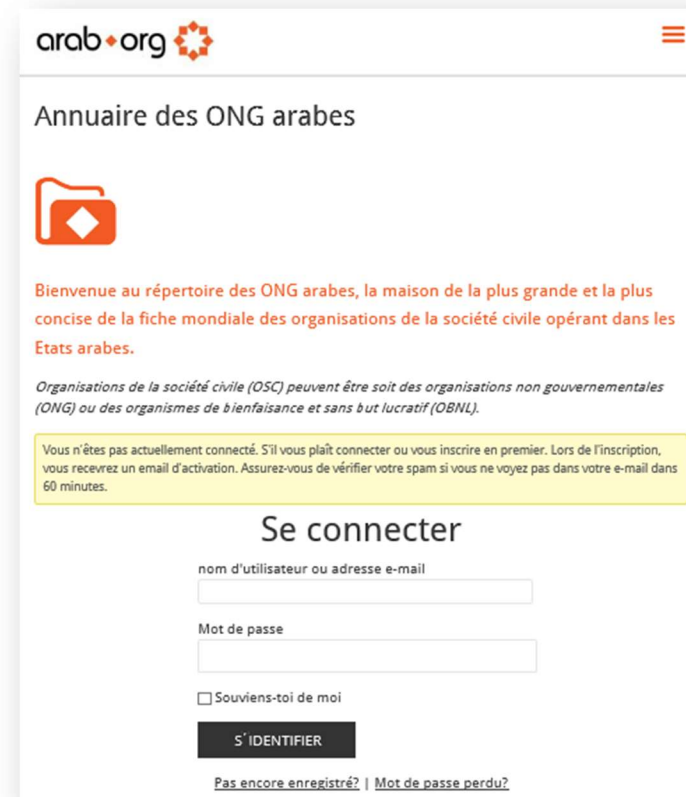 arab•org
Annuaire des ONG arabes
Bienvenue au répertoire des ONG arabes, la maison de la plus grande et la plus
concise de la fiche mondiale des organisations de la société civile opérant dans les
Etats arabes.
Organisations de la société civile (OSC) peuvent être soit des organisations non gouvernementales
(ONG) ou des organismes de bienfaisance et sans but lucratif (OBNL).
Vous n'êtes pas actuellement connecté. S'il vous plaît connecter ou vous inscrire en premier. Lors de l'inscription,
vous recevrez un email d'activation. Assurez-vous de vérifier votre spam si vous ne voyez pas dans votre e-mail dans
60 minutes.
Se connecter
nom d'utilisateur ou adresse e-mail
Mot de passe
Souviens-toi de moi
S´IDENTIFIER
Pas encore enregistré? | Mot de passe perdu?